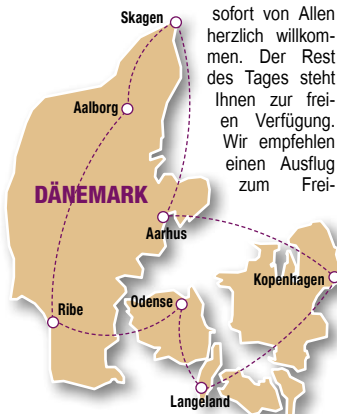 sofort von Allen
herzlich willkom-
men. Der Rest
des Tages steht
Ihnen zur frei-
en Verfügung.
Wir empfehlen
einen Ausflug
zum Frei-
Skagen
Aalborg
DÄNEMARK
Aarhus
Kopenhagen
Odense
Ribe
Langeland